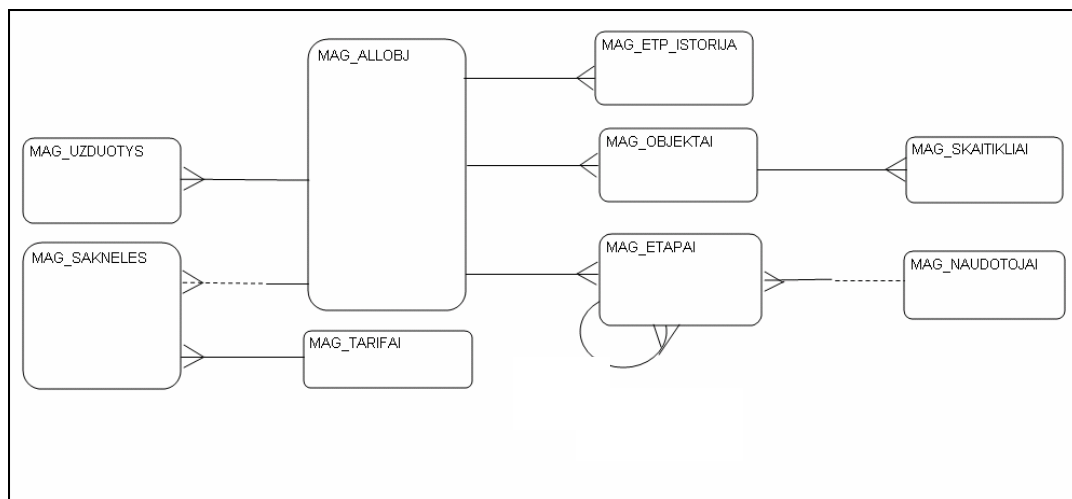 MAG_ALLOBJ
MAG_ETP_ISTORIJA
MAG_UZDUOTYS
MAG_OBJEKTAI
MAG_SKAITIKLIAI
MAG_SAKNELES
MAG_ETAPAI
MAG_NAUDOTOJAI
MAG_TARIFAI